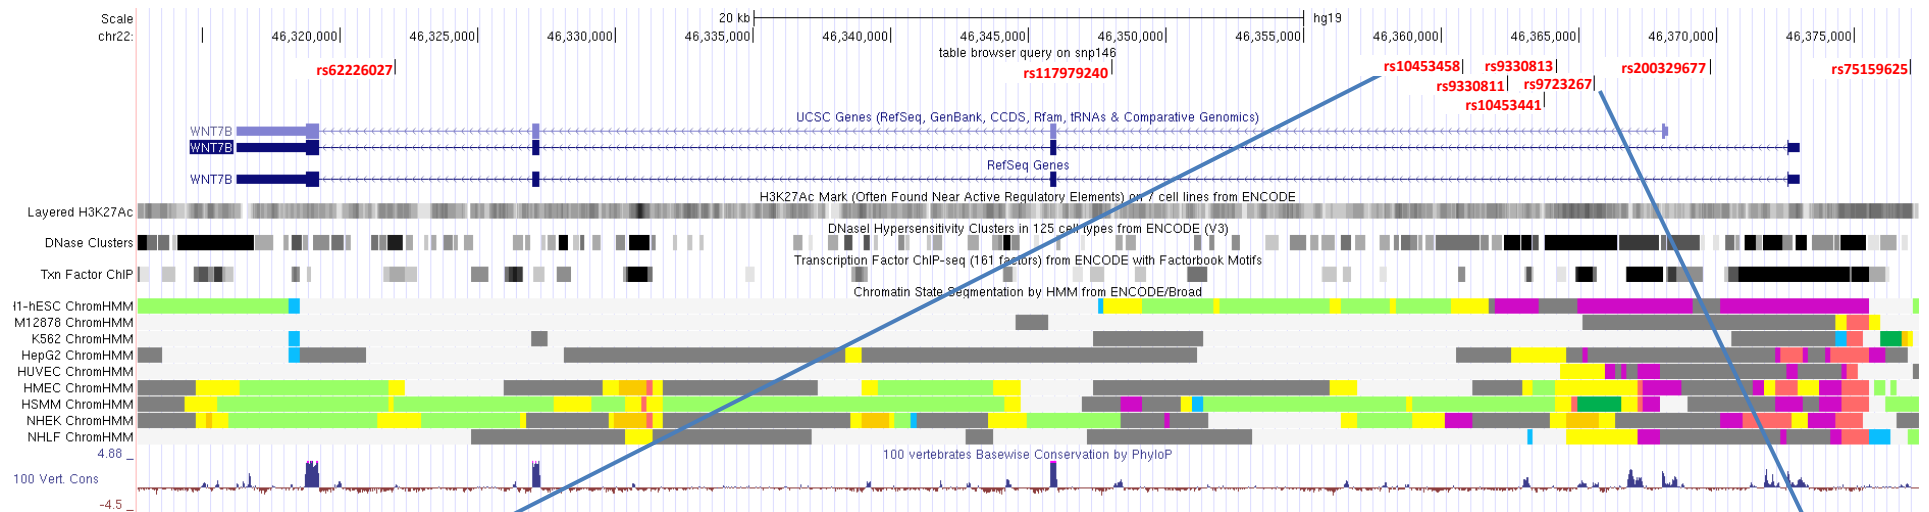 Scale 20 kb hg19
chr22: 46,320,000 46,325,000 46,330,000 46,335,000 46,340,000 46,345,000 46,350,000 46,355,000 46,360,000 46,365,000 46,370,000 46,375,000
table browser query on snp146
rs62226027 rs117979240 rs10453458 rs9330813 rs200329677 rs75159625
rs9330811 rs9723267
rs10453441
UCSC Genes (RefSeq, GenBank, CCDS, Rfam, tRNAs & Comparative Genomics)
WNT7B
WNT7B
RefSeq Genes
WNT7B
H3K27Ac Mark (Often Found Near Active Regulatory Elements) on 7 cell lines from ENCODE
Layered H3K27Ac
DNaseI Hypersensitivity Clusters in 125 cell types from ENCODE (V3)
DNase Clusters
Transcription Factor ChIP-seq (161 factors) from ENCODE with Factorbook Motifs
Txn Factor ChIP
Chromatin State Segmentation by HMM from ENCODE/Broad
H1-hESC ChromHMM
M12878 ChromHMM
K562 ChromHMM
HepG2 ChromHMM
HUVEC ChromHMM
HMEC ChromHMM
HSMM ChromHMM
NHEK ChromHMM
NHLF ChromHMM
100 vertebrates Basewise Conservation by PhyloP
4.88 _
100 Vert. Cons
-4.5 _